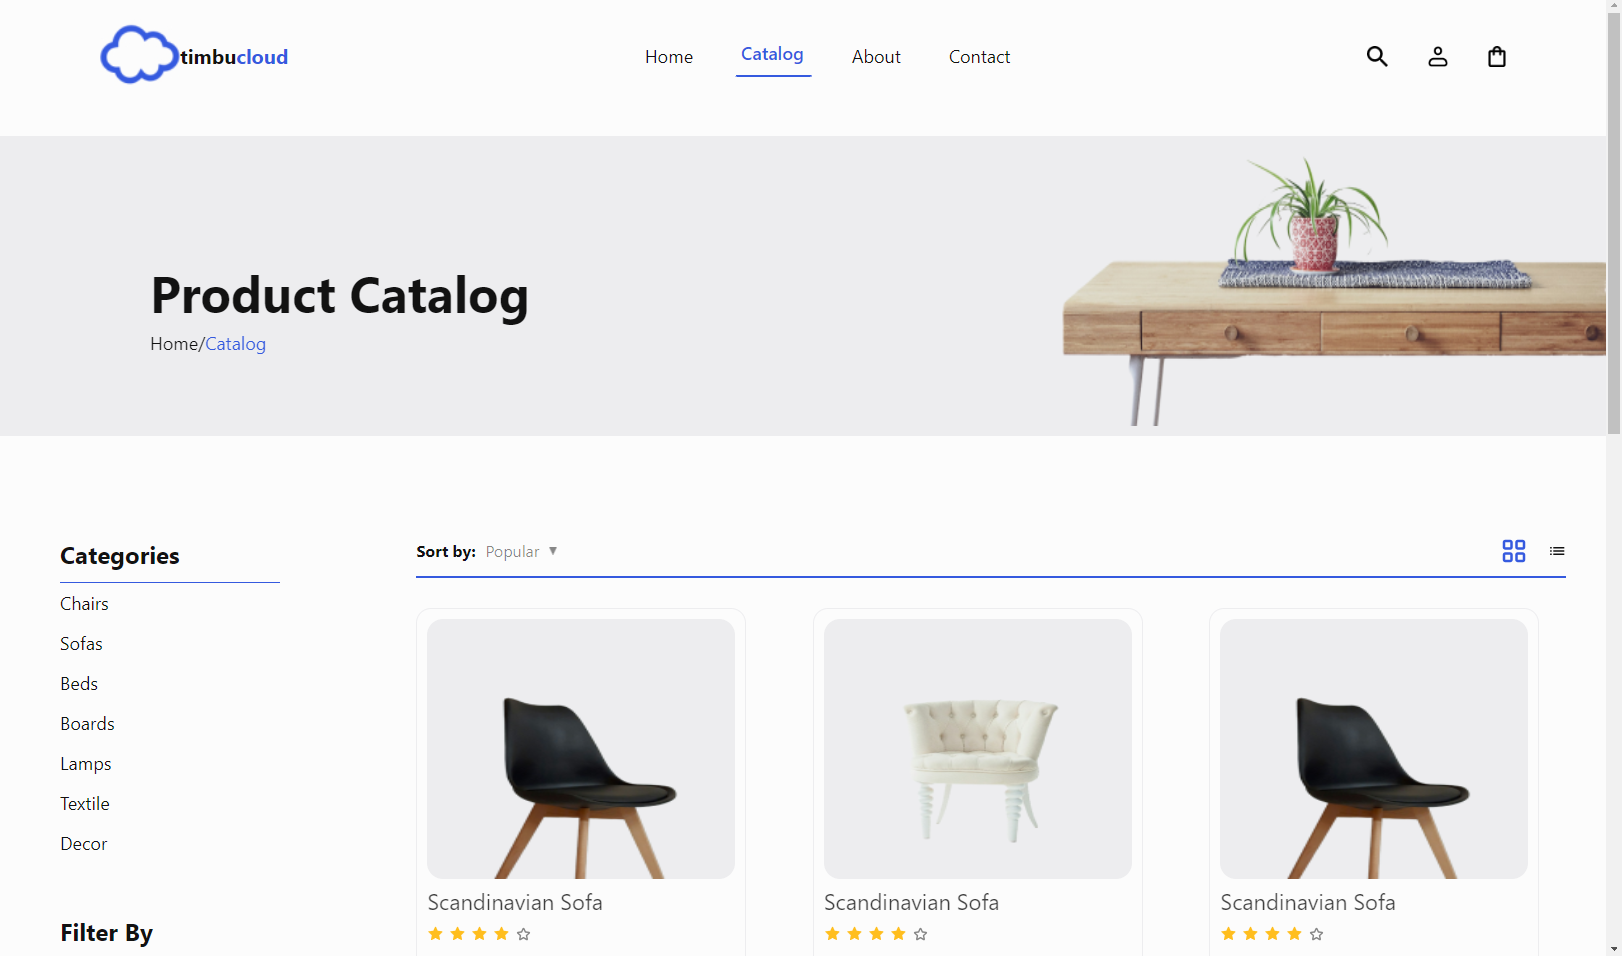 timbucloud
Home Catalog About Contact
Product Catalog
Home/Catalog
Categories
Chairs
Sofas
Beds
Boards
Lamps
Textile
Decor
Filter By
Sort by: Popular ▼
Scandinavian Sofa
Scandinavian Sofa
Scandinavian Sofa